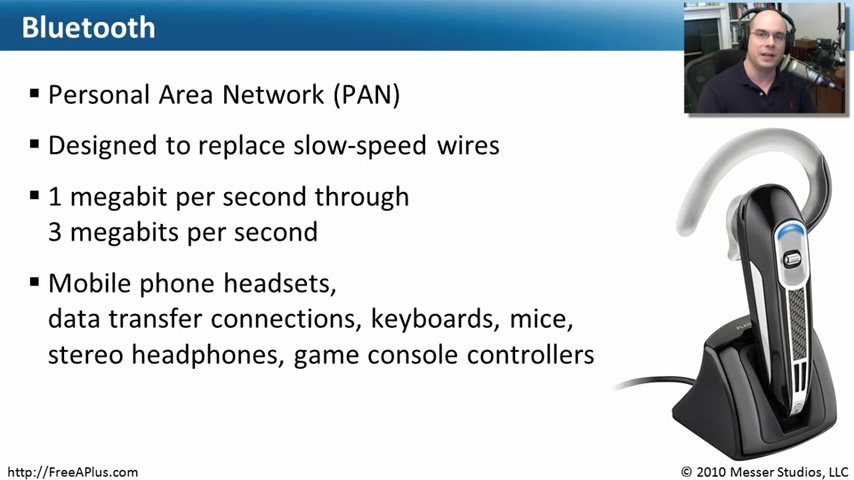 Bluetooth
▪ Personal Area Network (PAN)
▪ Designed to replace slow-speed wires
▪ 1 megabit per second through
3 megabits per second
▪ Mobile phone headsets,
data transfer connections, keyboards, mice,
stereo headphones, game console controllers
http://FreeAPlus.com
© 2010 Messer Studios, LLC